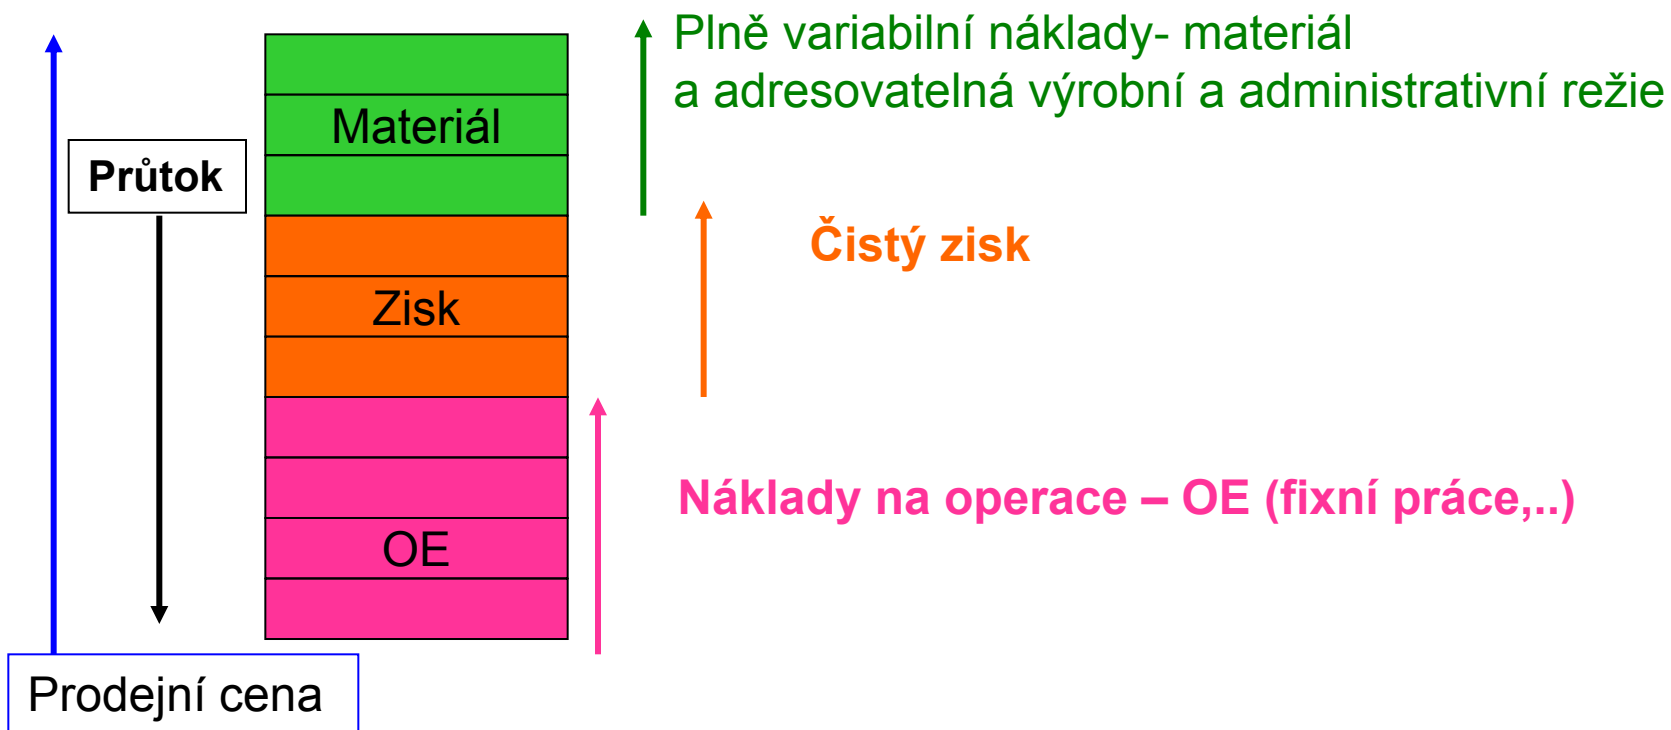 Plně variabilní náklady- materiál
a adresovatelná výrobní a administrativní režie
Materiál
Průtok
Čistý zisk
Zisk
Náklady na operace – OE (fixní práce,..)
OE
Prodejní cena